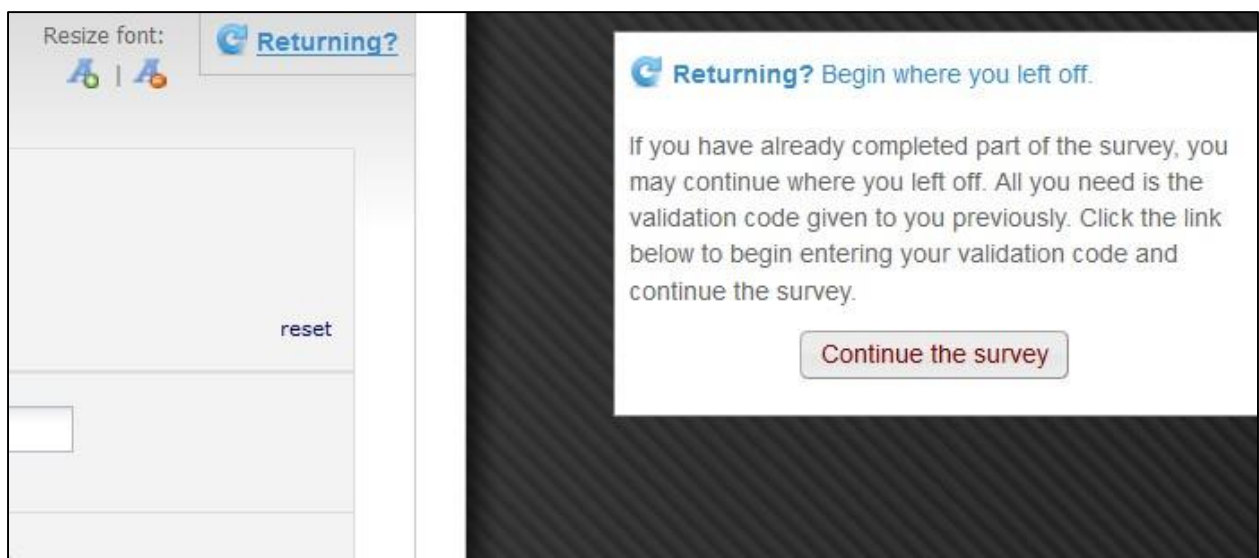 Resize font:
|
Returning?
reset
Returning? Begin where you left off.
If you have already completed part of the survey, you
may continue where you left off. All you need is the
validation code given to you previously. Click the link
below to begin entering your validation code and
continue the survey.
Continue the survey